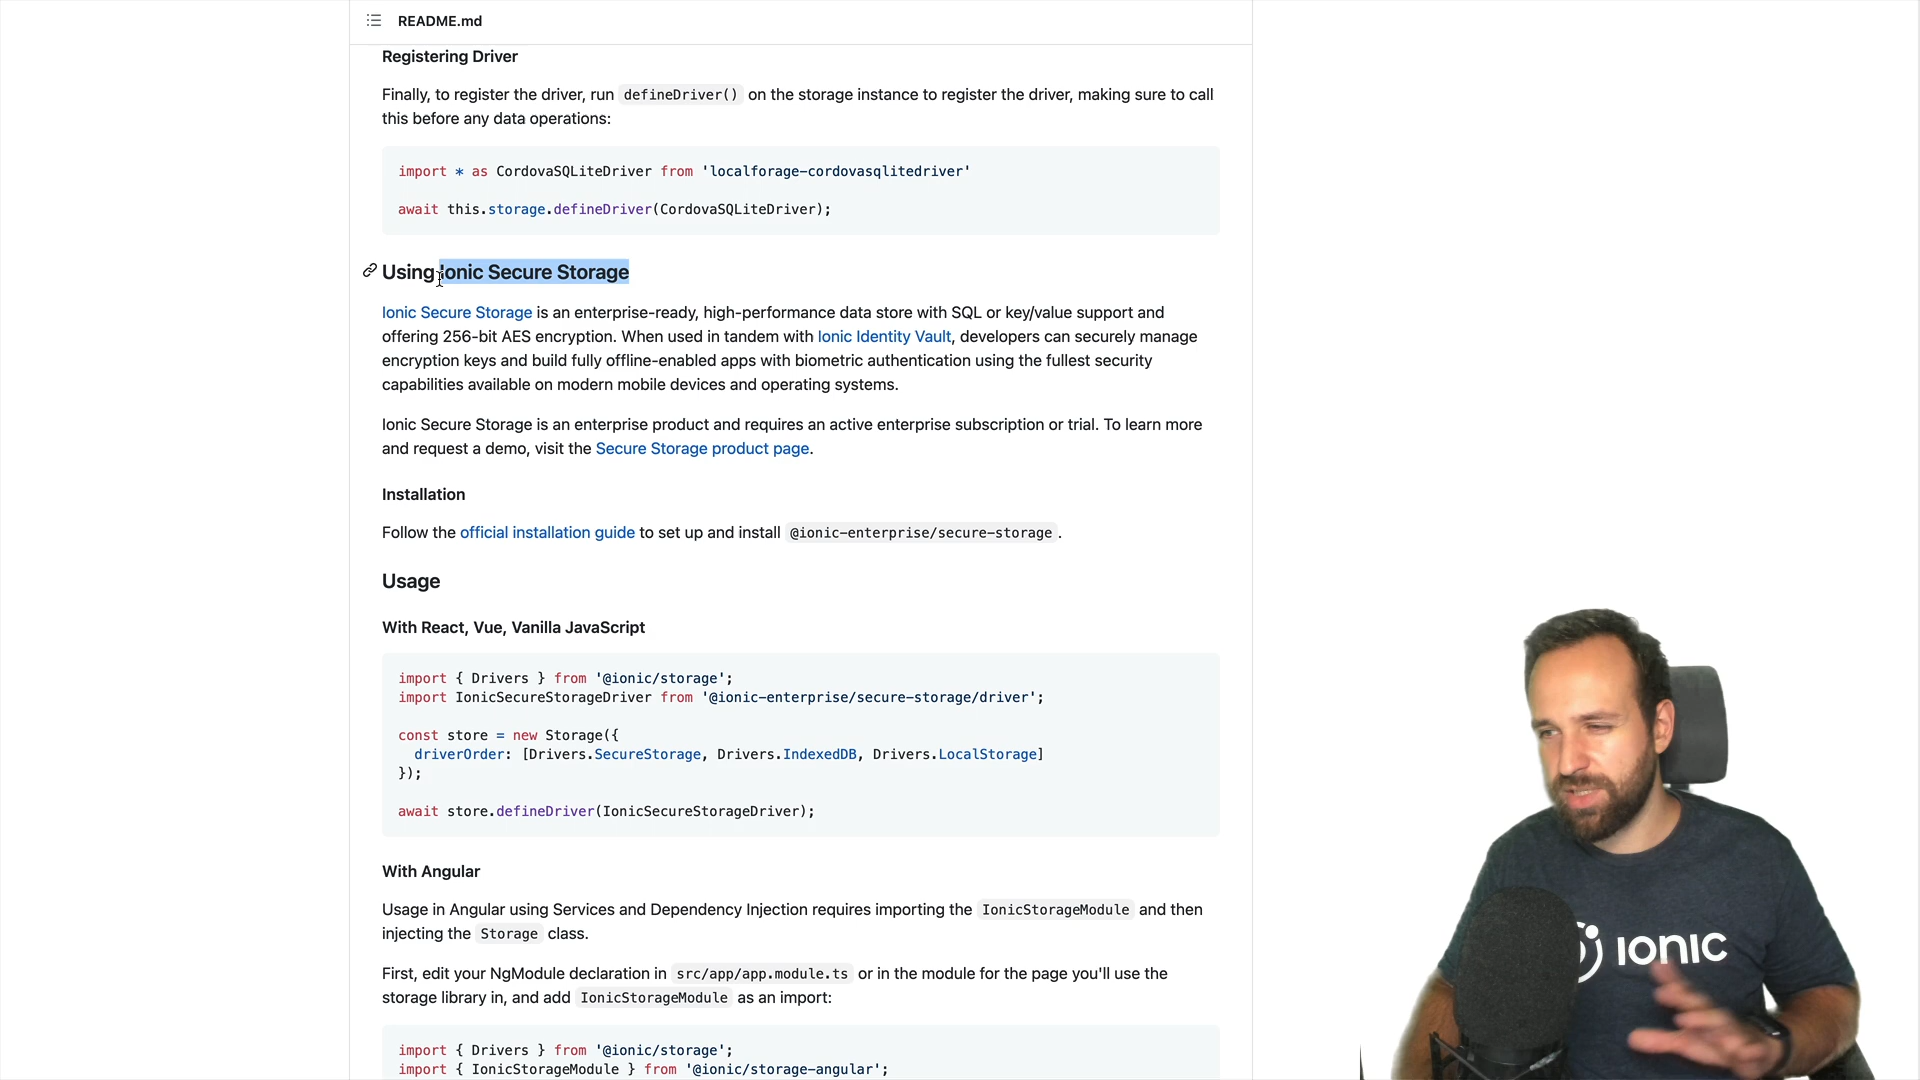 README.md
Registering Driver
Finally, to register the driver, run defineDriver() on the storage instance to register the driver, making sure to call
this before any data operations:
import * as CordovaSQLiteDriver from 'localforage-cordovasqlitedriver'
await this.storage.defineDriver(CordovaSQLiteDriver);
Using Ionic Secure Storage
Ionic Secure Storage is an enterprise-ready, high-performance data store with SQL or key/value support and
offering 256-bit AES encryption. When used in tandem with Ionic Identity Vault, developers can securely manage
encryption keys and build fully offline-enabled apps with biometric authentication using the fullest security
capabilities available on modern mobile devices and operating systems.
Ionic Secure Storage is an enterprise product and requires an active enterprise subscription or trial. To learn more
and request a demo, visit the Secure Storage product page.
Installation
Follow the official installation guide to set up and install @ionic-enterprise/secure-storage.
Usage
With React, Vue, Vanilla JavaScript
import { Drivers } from '@ionic/storage';
import IonicSecureStorageDriver from '@ionic-enterprise/secure-storage/driver';
const store = new Storage({
driverOrder: [Drivers.SecureStorage, Drivers.IndexedDB, Drivers.LocalStorage]
});
await store.defineDriver(IonicSecureStorageDriver);
With Angular
Usage in Angular using Services and Dependency Injection requires importing the IonicStorageModule and then
injecting the Storage class.
First, edit your NgModule declaration in src/app/app.module.ts or in the module for the page you'll use the
storage library in, and add IonicStorageModule as an import:
import { Drivers } from '@ionic/storage';
import { IonicStorageModule } from '@ionic/storage-angular';
IONIC